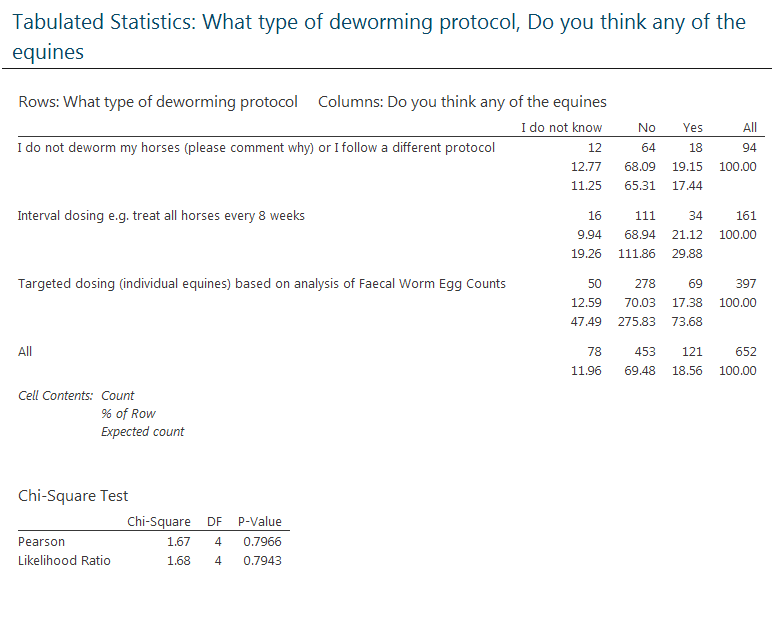 Tabulated Statistics: What type of deworming protocol, Do you think any of the
equines
Rows: What type of deworming protocol Columns: Do you think any of the equines
I do not know No Yes All
I do not deworm my horses (please comment why) or I follow a different protocol 12 64 18 94
12.77 68.09 19.15 100.00
11.25 65.31 17.44
Interval dosing e.g. treat all horses every 8 weeks 16 111 34 161
9.94 68.94 21.12 100.00
19.26 111.86 29.88
Targeted dosing (individual equines) based on analysis of Faecal Worm Egg Counts 50 278 69 397
12.59 70.03 17.38 100.00
47.49 275.83 73.68
All 78 453 121 652
11.96 69.48 18.56 100.00
Cell Contents: Count
% of Row
Expected count
Chi-Square Test
Chi-Square DF P-Value
Pearson 1.67 4 0.7966
Likelihood Ratio 1.68 4 0.7943